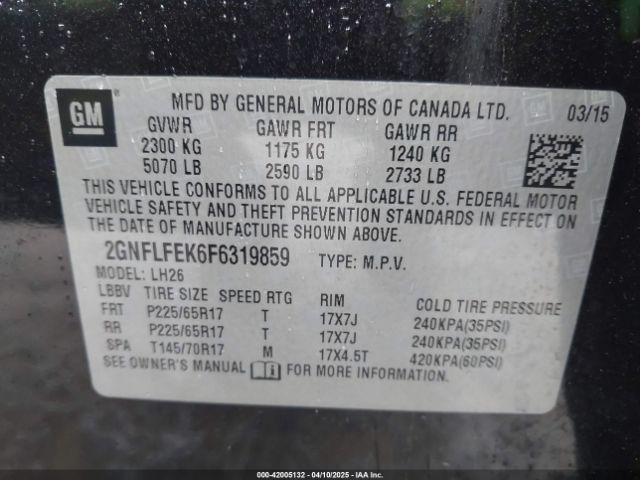 GM
MFD BY GENERAL MOTORS OF CANADA LTD. 03/15
GVWR GAWR FRT GAWR RR
2300 KG 1175 KG 1240 KG
5070 LB 2590 LB 2733 LB
THIS VEHICLE CONFORMS TO ALL APPLICABLE U.S. FEDERAL MOTOR
VEHICLE SAFETY AND THEFT PREVENTION STANDARDS IN EFFECT ON
THE DATE OF MANUFACTURE SHOWN ABOVE.
2GNFLFEK6F6319859 TYPE: M.P.V.
MODEL: LH26
LBBV TIRE SIZE SPEED RTG RIM COLD TIRE PRESSURE
FRT P225/65R17 T 17X7J 240KPA(35PSI)
RR P225/65R17 T 17X7J 240KPA(35PSI)
SPA T145/70R17 M 17X4.5T 420KPA(60PSI)
SEE OWNER'S MANUAL FOR MORE INFORMATION.
000-42005132 - 04/10/2025 - IAA Inc.